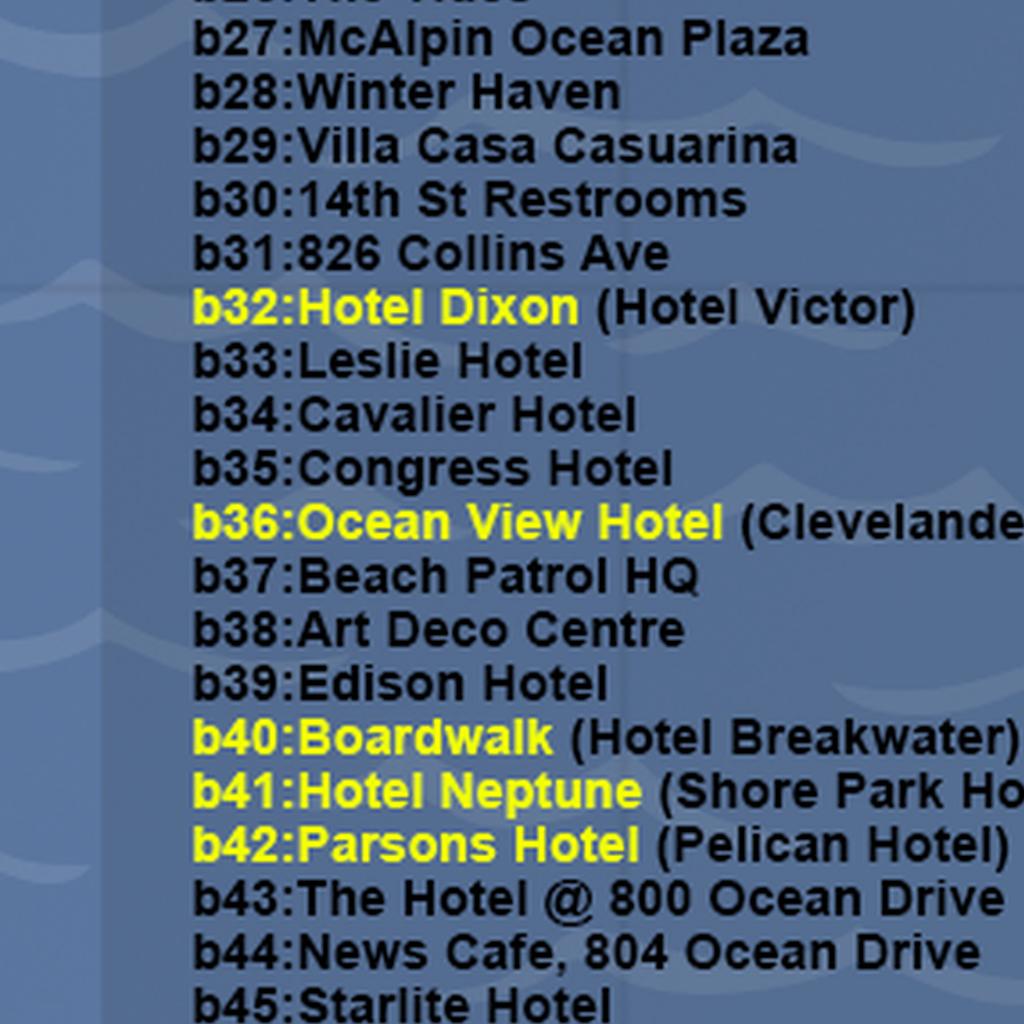 b27:McAlpin Ocean Plaza
b28:Winter Haven
b29:Villa Casa Casuarina
b30:14th St Restrooms
b31:826 Collins Ave
b32:Hotel Dixon (Hotel Victor)
b33:Leslie Hotel
b34:Cavalier Hotel
b35:Congress Hotel
b36:Ocean View Hotel (Clevelande
b37:Beach Patrol HQ
b38:Art Deco Centre
b39:Edison Hotel
b40:Boardwalk (Hotel Breakwater)
b41:Hotel Neptune (Shore Park Ho
b42:Parsons Hotel (Pelican Hotel)
b43:The Hotel @ 800 Ocean Drive
b44:News Cafe, 804 Ocean Drive
b45:Starlite Hotel